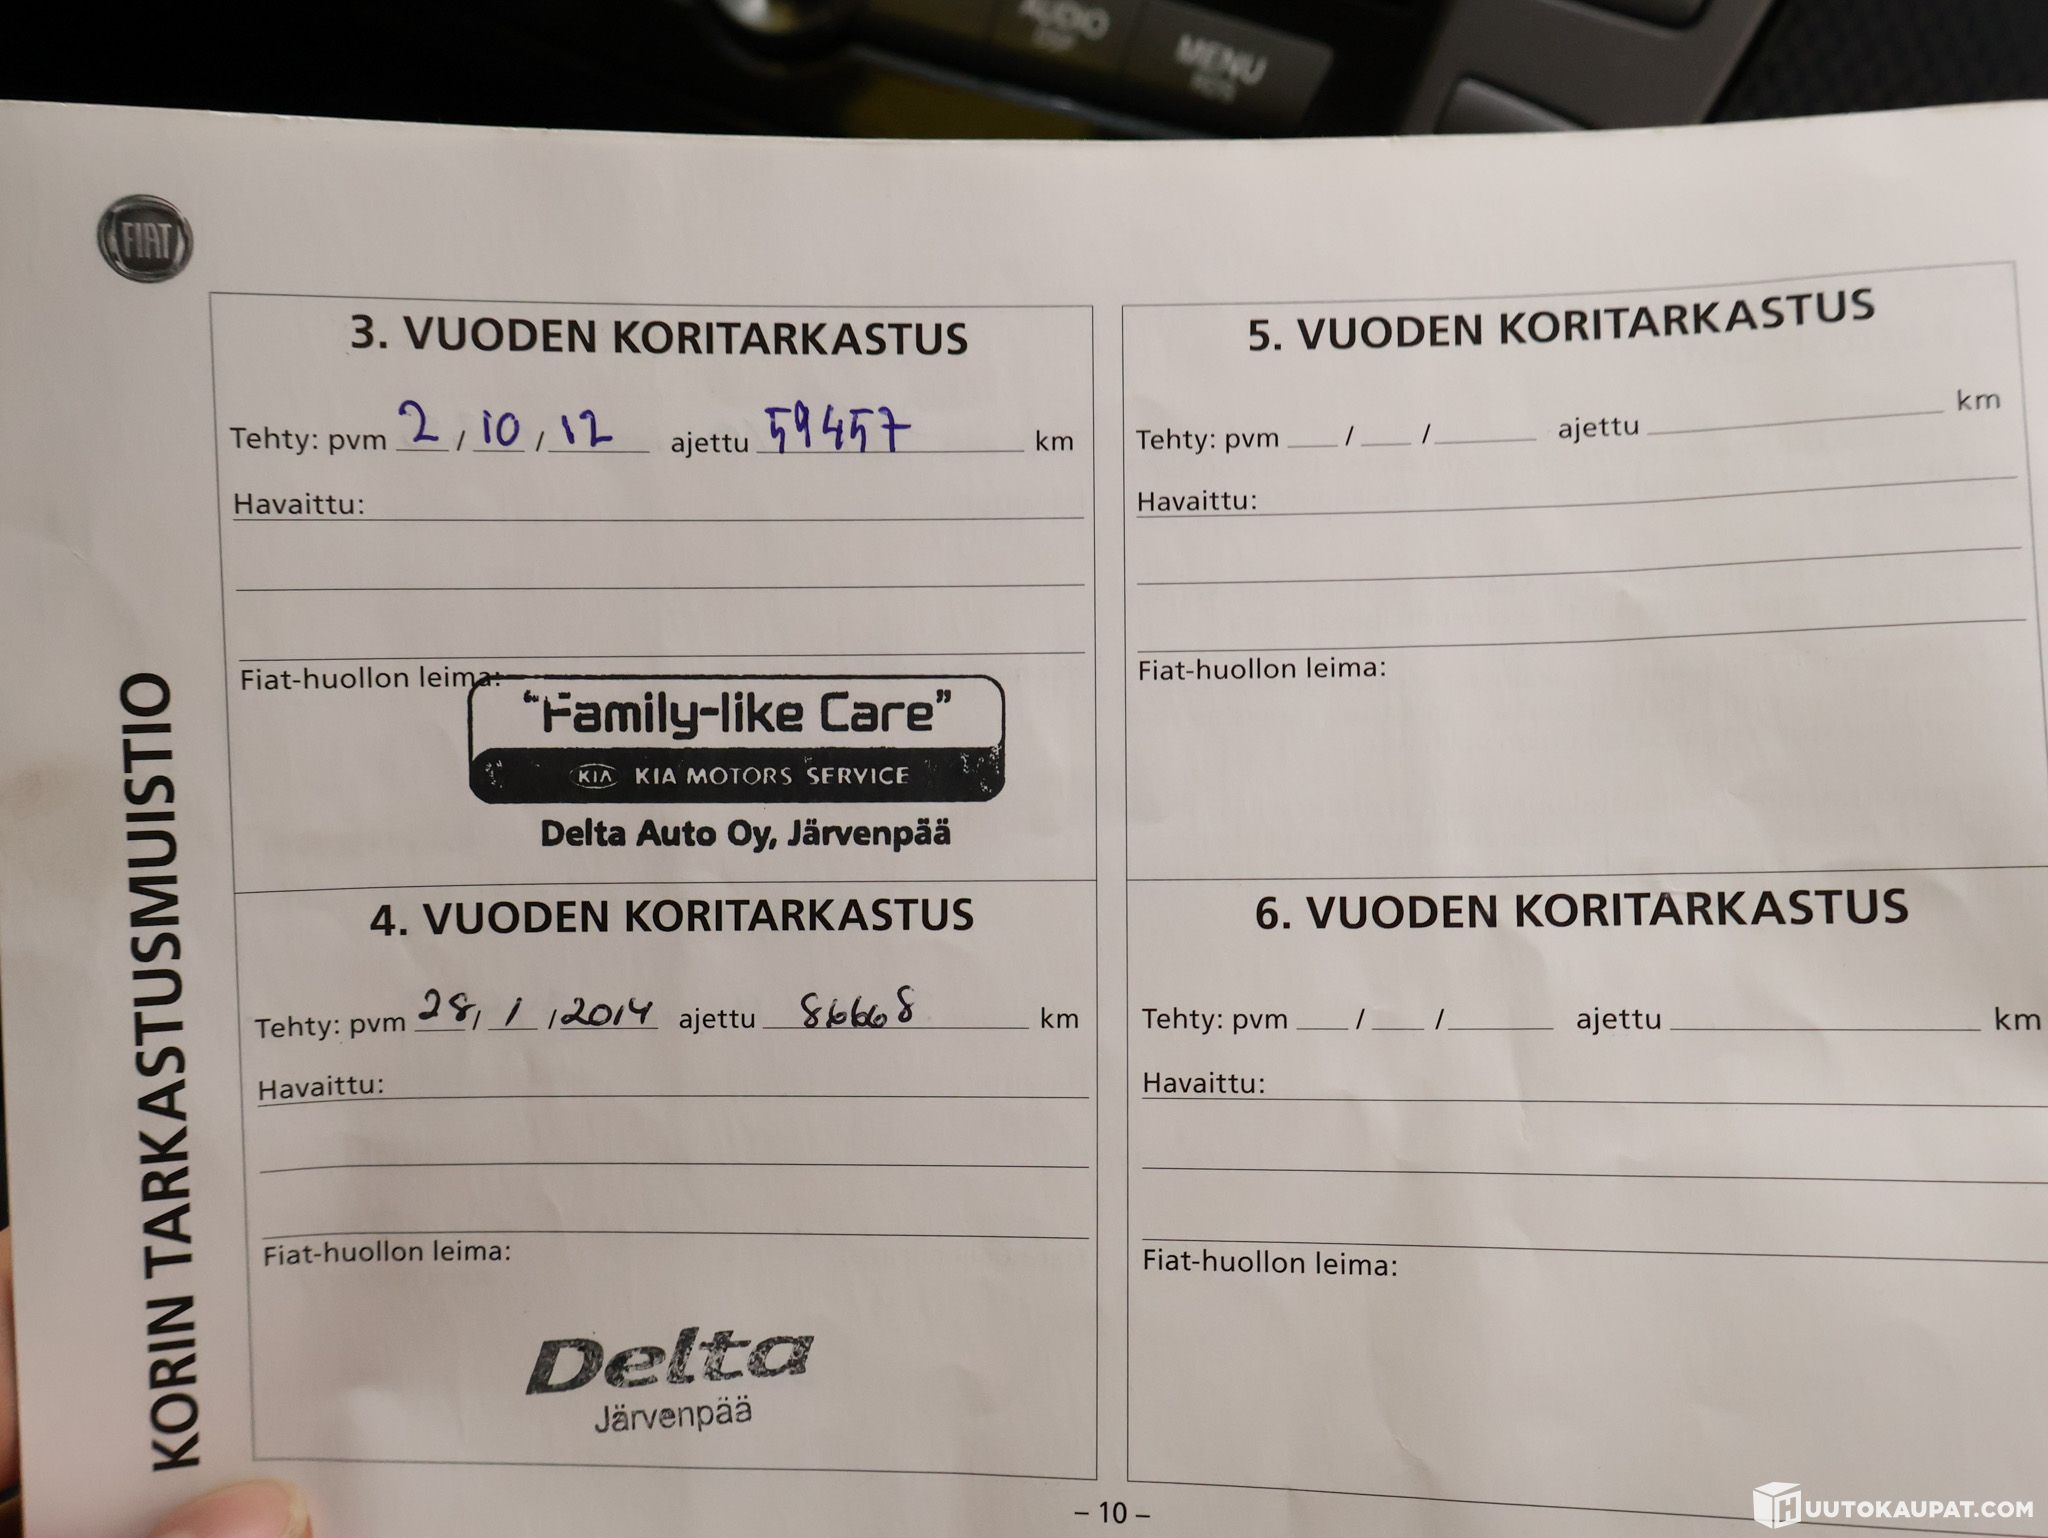 AUDIO
MENU
FIAT
KORIN TARKASTUSMUISTIO
3. VUODEN KORITARKASTUS
Tehty: pvm 2 / 10 / 12 ajettu 59457 km
Havaittu:
Fiat-huollon leima:
"Family-like Care"
KIA KIA MOTORS SERVICE
Delta Auto Oy, Järvenpää
4. VUODEN KORITARKASTUS
Tehty: pvm 28 / 1 / 2014 ajettu 86668 km
Havaittu:
Fiat-huollon leima:
Delta
Järvenpää
5. VUODEN KORITARKASTUS
Tehty: pvm / / ajettu km
Havaittu:
Fiat-huollon leima:
6. VUODEN KORITARKASTUS
Tehty: pvm / / ajettu km
Havaittu:
Fiat-huollon leima:
– 10 –
HUUTOKAUPAT.COM